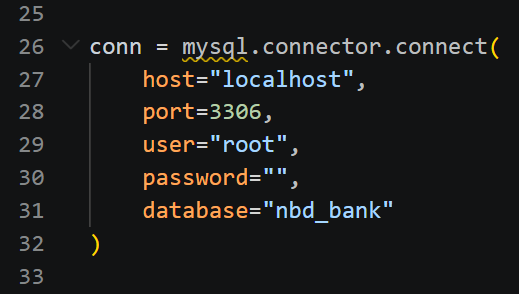 25
26 conn = mysql.connector.connect(
27 host="localhost",
28 port=3306,
29 user="root",
30 password="",
31 database="nbd_bank"
32 )
33